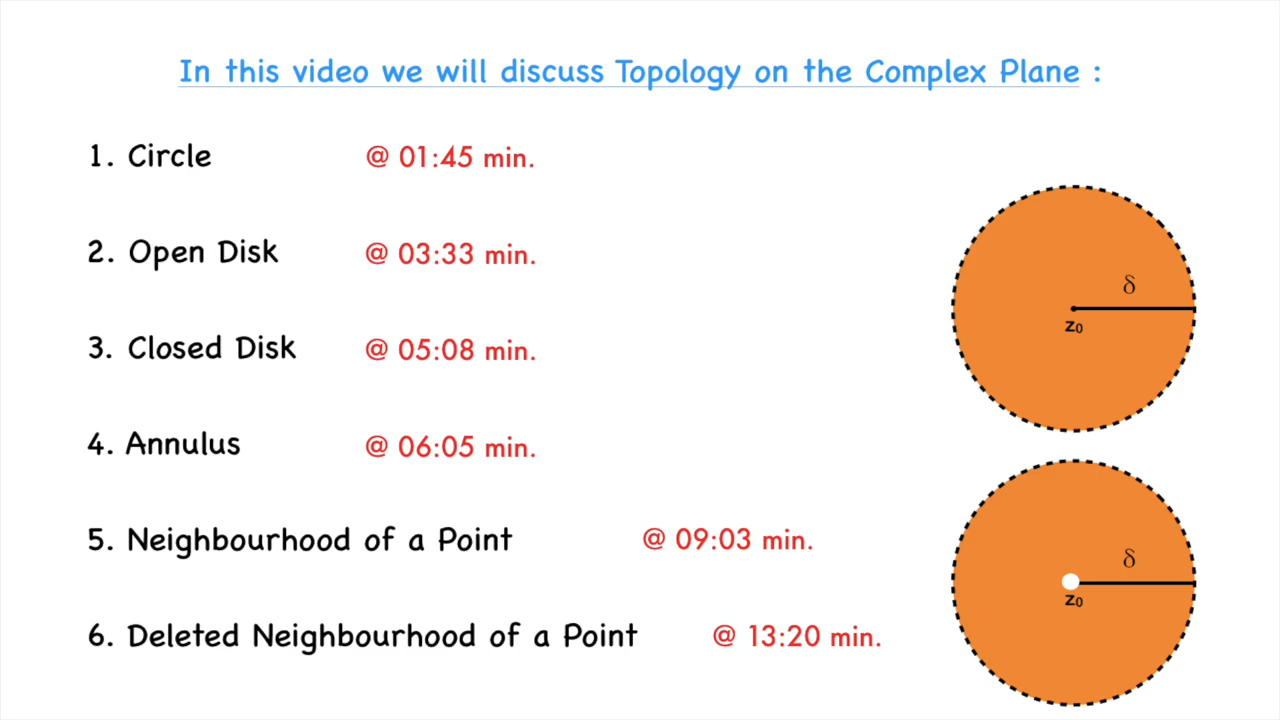 In this video we will discuss Topology on the Complex Plane :
1. Circle @ 01:45 min.
2. Open Disk @ 03:33 min.
3. Closed Disk @ 05:08 min.
4. Annulus @ 06:05 min.
5. Neighbourhood of a Point @ 09:03 min.
6. Deleted Neighbourhood of a Point @ 13:20 min.
δ
z₀
δ
z₀